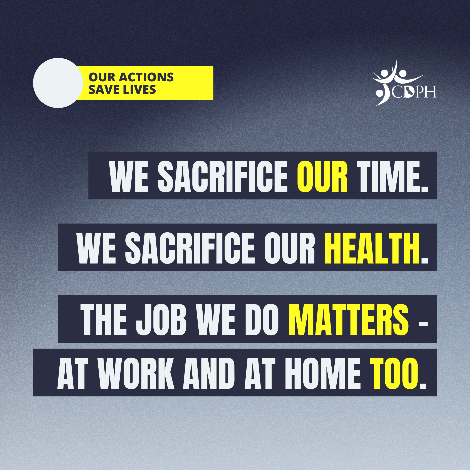 OUR ACTIONS
SAVE LIVES
CDPH
WE SACRIFICE OUR TIME.
WE SACRIFICE OUR HEALTH.
THE JOB WE DO MATTERS -
AT WORK AND AT HOME TOO.